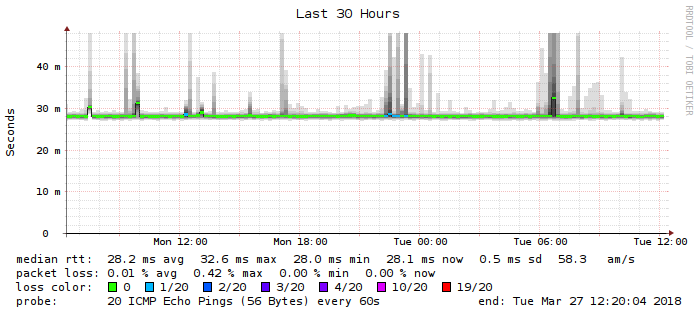 Last 30 Hours
RRDTOOL / TOBI OETIKER
Seconds
40 m
30 m
20 m
10 m
0
Mon 12:00 Mon 18:00 Tue 00:00 Tue 06:00 Tue 12:00
median rtt: 28.2 ms avg 32.6 ms max 28.0 ms min 28.1 ms now 0.5 ms sd 58.3 am/s
packet loss: 0.01 % avg 0.42 % max 0.00 % min 0.00 % now
loss color: 0 1/20 2/20 3/20 4/20 10/20 19/20
probe: 20 ICMP Echo Pings (56 Bytes) every 60s end: Tue Mar 27 12:20:04 2018